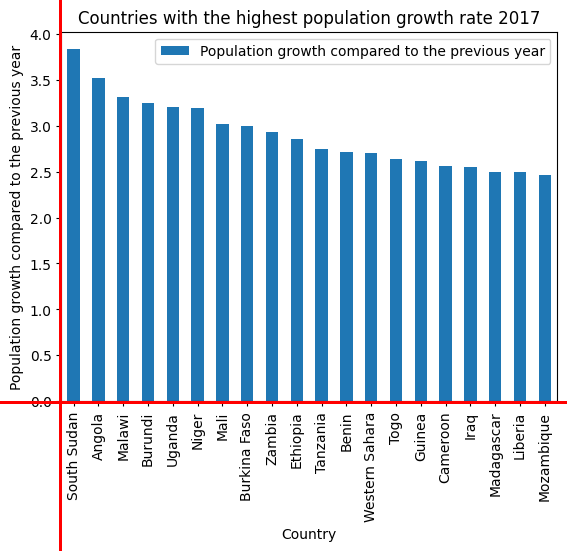 Countries with the highest population growth rate 2017
Population growth compared to the previous year
Population growth compared to the previous year
4.0
3.5
3.0
2.5
2.0
1.5
1.0
0.5
0.0
South Sudan
Angola
Malawi
Burundi
Uganda
Niger
Mali
Burkina Faso
Zambia
Ethiopia
Tanzania
Benin
Western Sahara
Togo
Guinea
Cameroon
Iraq
Madagascar
Liberia
Mozambique
Country